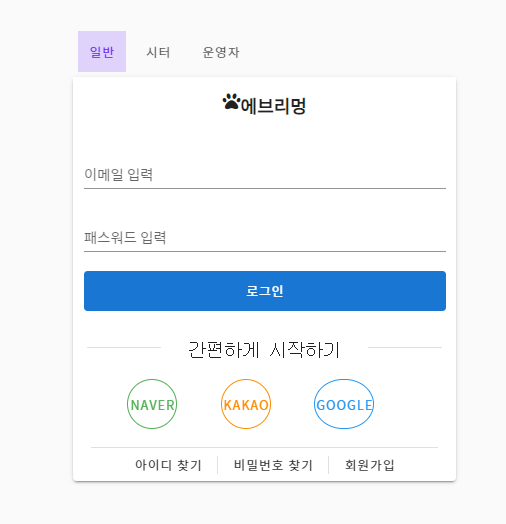 일반 시터 운영자
에브리멍
이메일 입력
패스워드 입력
로그인
간편하게 시작하기
NAVER KAKAO GOOGLE
아이디 찾기 비밀번호 찾기 회원가입